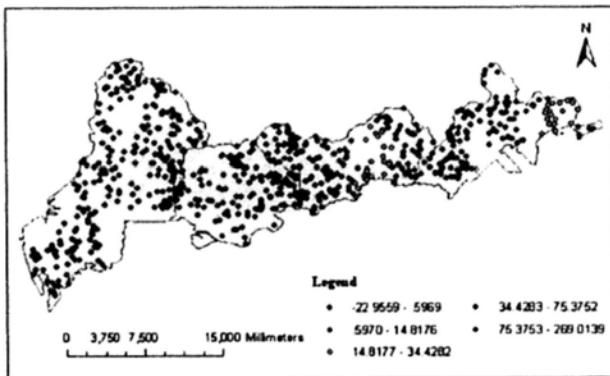 N
Legend
-22.9559 - .5969
.5970 - 14.8176
14.8177 - 34.4282
34.4283 - 75.3752
75.3753 - 269.0139
0 3,750 7,500 15,000 Millimeters